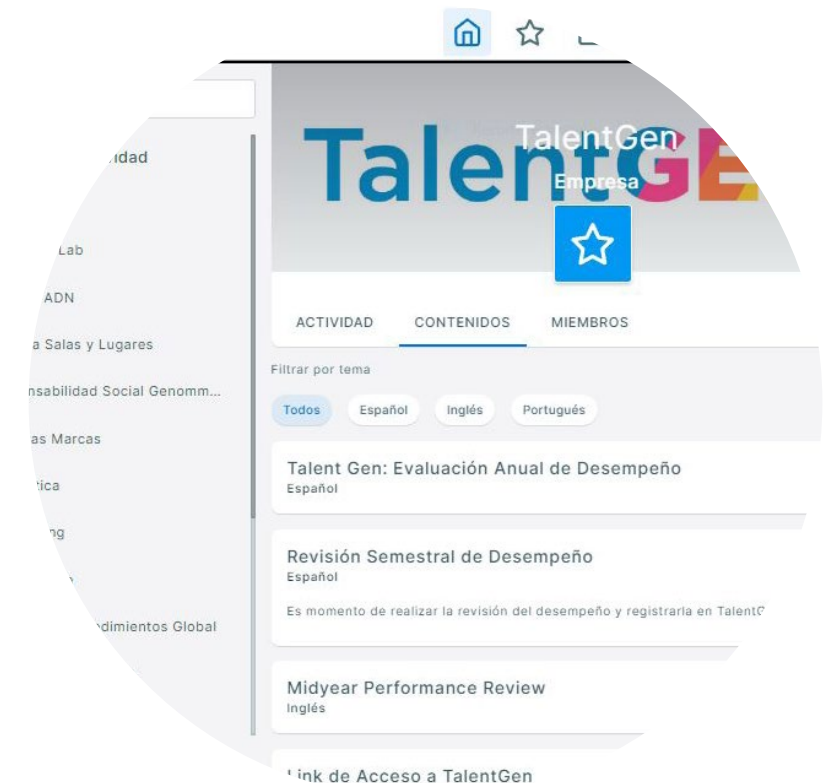 idad
Lab
ADN
a Salas y Lugares
nsabilidad Social Genomm...
as Marcas
tica
ng
dimientos Global
TalentGE
TalentGen
Empresa
ACTIVIDAD CONTENIDOS MIEMBROS
Filtrar por tema
Todos Español Inglés Portugués
Talent Gen: Evaluación Anual de Desempeño
Español
Revisión Semestral de Desempeño
Español
Es momento de realizar la revisión del desempeño y registrarla en Talent
Midyear Performance Review
Inglés
Link de Acceso a TalentGen